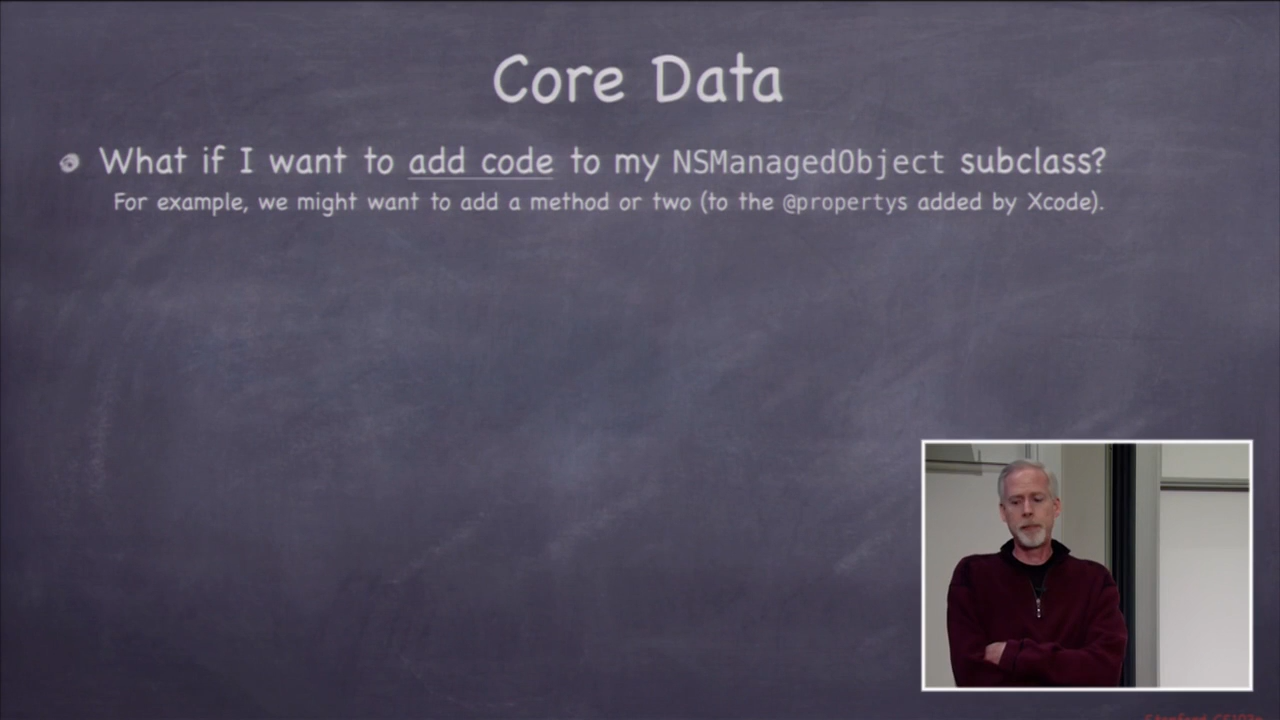 Core Data
What if I want to add code to my NSManagedObject subclass?
For example, we might want to add a method or two (to the @propertys added by Xcode).